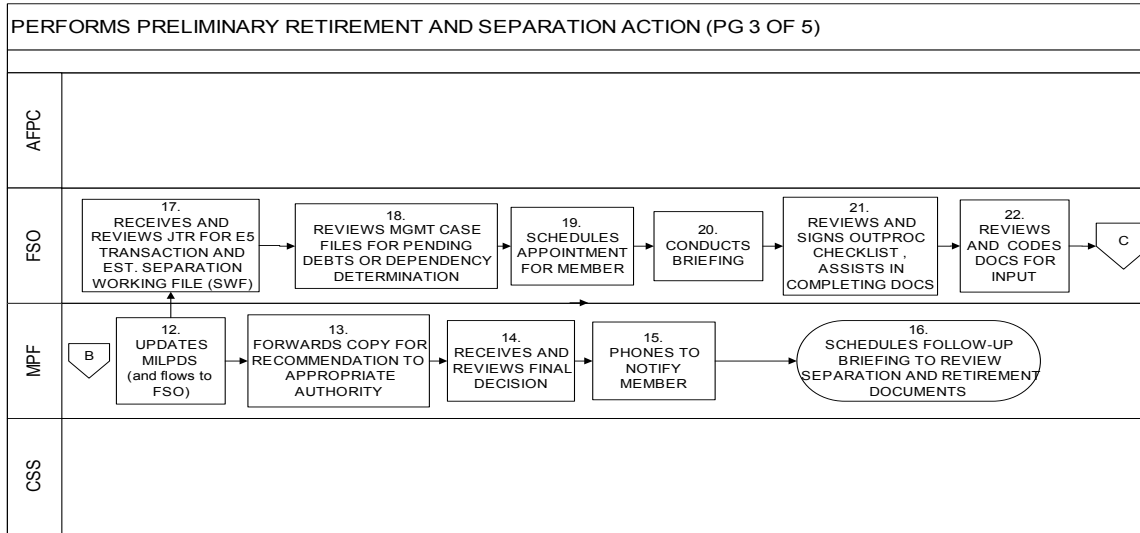 PERFORMS PRELIMINARY RETIREMENT AND SEPARATION ACTION (PG 3 OF 5)
AFPC
FSO
17.
RECEIVES AND
REVIEWS JTR FOR E5
TRANSACTION AND
EST. SEPARATION
WORKING FILE (SWF)
18.
REVIEWS MGMT CASE
FILES FOR PENDING
DEBTS OR DEPENDENCY
DETERMINATION
19.
SCHEDULES
APPOINTMENT
FOR MEMBER
20.
CONDUCTS
BRIEFING
21.
REVIEWS AND
SIGNS OUTPROC
CHECKLIST ,
ASSISTS IN
COMPLETING DOCS
22.
REVIEWS
AND CODES
DOCS FOR
INPUT
C
MPF
B
12.
UPDATES
MILPDS
(and flows to
FSO)
13.
FORWARDS COPY FOR
RECOMMENDATION TO
APPROPRIATE
AUTHORITY
14.
RECEIVES AND
REVIEWS FINAL
DECISION
15.
PHONES TO
NOTIFY
MEMBER
16.
SCHEDULES FOLLOW-UP
BRIEFING TO REVIEW
SEPARATION AND RETIREMENT
DOCUMENTS
CSS